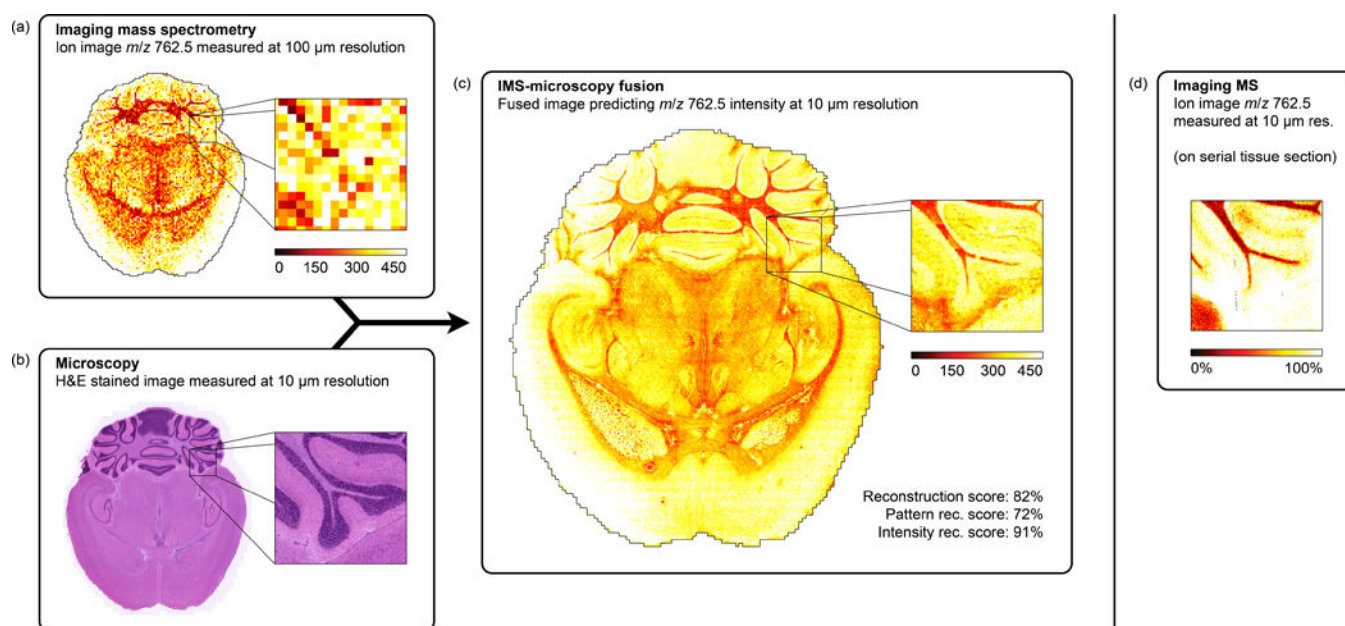 (a)
Imaging mass spectrometry
Ion image m/z 762.5 measured at 100 µm resolution
0 150 300 450
(b)
Microscopy
H&E stained image measured at 10 µm resolution
(c)
IMS-microscopy fusion
Fused image predicting m/z 762.5 intensity at 10 µm resolution
0 150 300 450
Reconstruction score: 82%
Pattern rec. score: 72%
Intensity rec. score: 91%
(d)
Imaging MS
Ion image m/z 762.5
measured at 10 µm res.
(on serial tissue section)
0% 100%